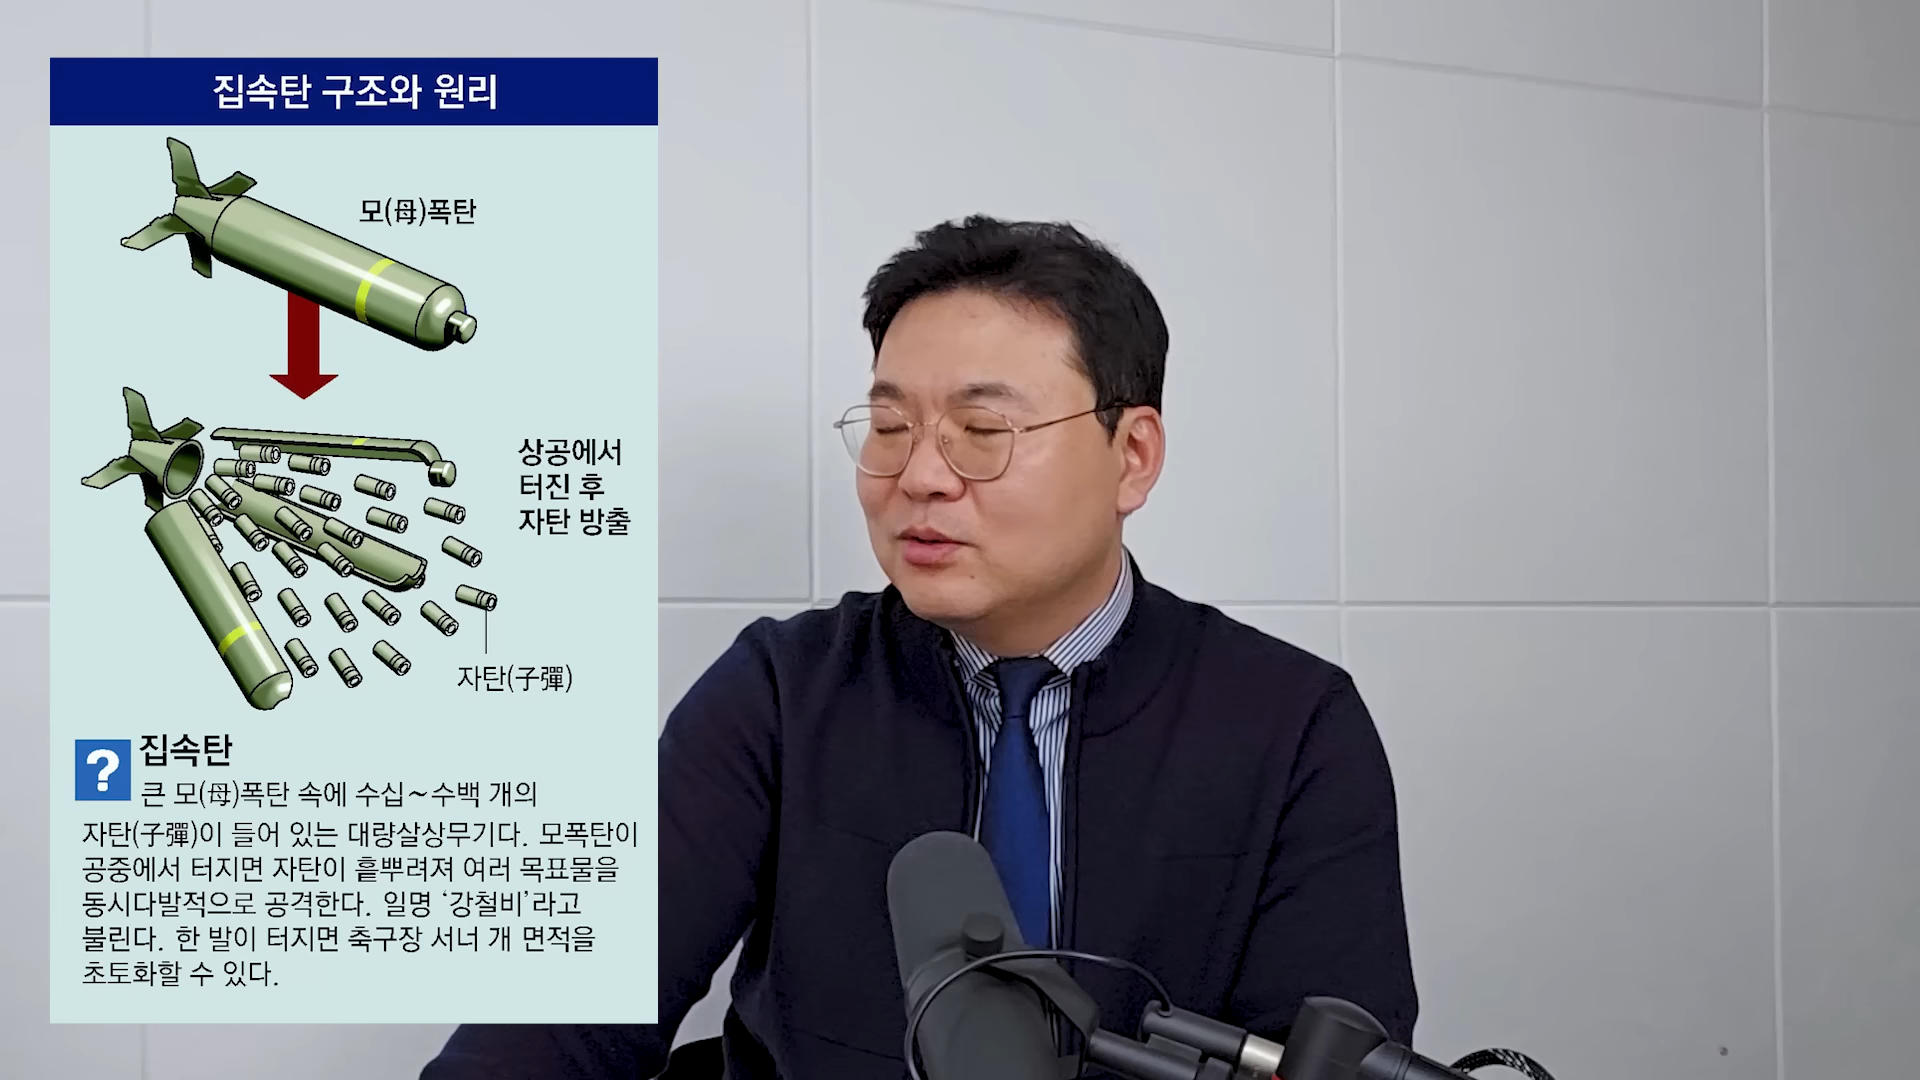 집속탄 구조와 원리
모(母)폭탄
상공에서
터진 후
자탄 방출
자탄(子彈)
?
집속탄
큰 모(母)폭탄 속에 수십~수백 개의
자탄(子彈)이 들어 있는 대량살상무기다. 모폭탄이
공중에서 터지면 자탄이 흩뿌려져 여러 목표물을
동시다발적으로 공격한다. 일명 ‘강철비’라고
불린다. 한 발이 터지면 축구장 서너 개 면적을
초토화할 수 있다.